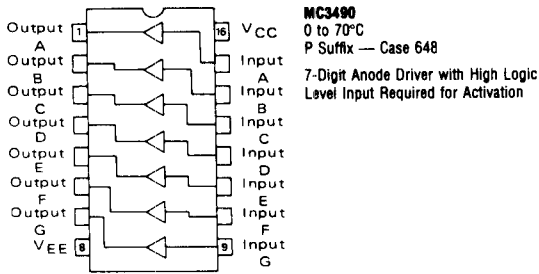 MC3490
0 to 70°C
P Suffix — Case 648
7-Digit Anode Driver with High Logic
Level Input Required for Activation
Output 1
A
Output
B
Output
C
Output
D
Output
E
Output
F
Output
G
VEE 8
16 VCC
Input
A
Input
B
Input
C
Input
D
Input
E
Input
F
9 Input
G